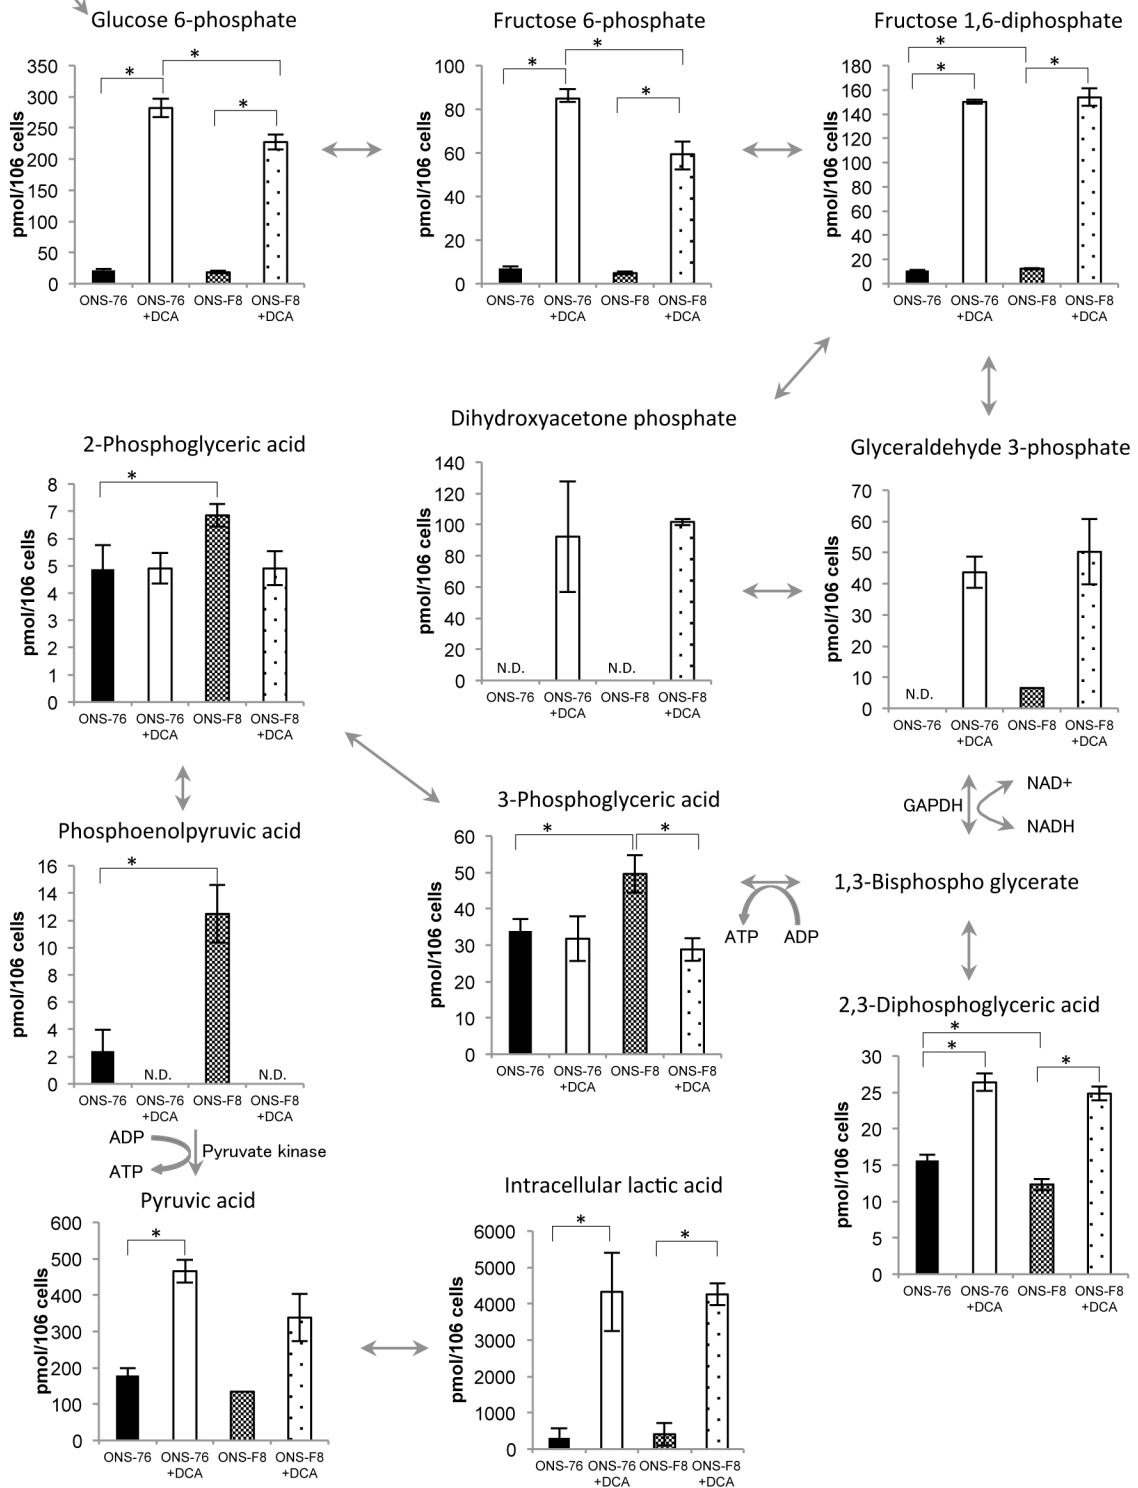 Glucose 6-phosphate
pmol/106 cells
350
300
250
200
150
100
50
0
*
*
*
ONS-76
ONS-76
+DCA
ONS-F8
ONS-F8
+DCA
Fructose 6-phosphate
pmol/106 cells
100
80
60
40
20
0
*
*
*
ONS-76
ONS-76
+DCA
ONS-F8
ONS-F8
+DCA
Fructose 1,6-diphosphate
pmol/106 cells
180
160
140
120
100
80
60
40
20
0
*
*
*
ONS-76
ONS-76
+DCA
ONS-F8
ONS-F8
+DCA
2-Phosphoglyceric acid
pmol/106 cells
8
7
6
5
4
3
2
1
0
*
ONS-76
ONS-76
+DCA
ONS-F8
ONS-F8
+DCA
Dihydroxyacetone phosphate
pmol/106 cells
140
120
100
80
60
40
20
0
N.D.
N.D.
ONS-76
ONS-76
+DCA
ONS-F8
ONS-F8
+DCA
Glyceraldehyde 3-phosphate
pmol/106 cells
70
60
50
40
30
20
10
0
N.D.
ONS-76
ONS-76
+DCA
ONS-F8
ONS-F8
+DCA
GAPDH
NAD+
NADH
Phosphoenolpyruvic acid
pmol/106 cells
16
14
12
10
8
6
4
2
0
*
N.D.
N.D.
ONS-76
ONS-76
+DCA
ONS-F8
ONS-F8
+DCA
3-Phosphoglyceric acid
pmol/106 cells
60
50
40
30
20
10
0
*
*
ONS-76
ONS-76
+DCA
ONS-F8
ONS-F8
+DCA
1,3-Bisphospho glycerate
ATP
ADP
2,3-Diphosphoglyceric acid
pmol/106 cells
30
25
20
15
10
5
0
*
*
*
ONS-76
ONS-76
+DCA
ONS-F8
ONS-F8
+DCA
ADP
ATP
Pyruvate kinase
Pyruvic acid
pmol/106 cells
600
500
400
300
200
100
0
*
ONS-76
ONS-76
+DCA
ONS-F8
ONS-F8
+DCA
Intracellular lactic acid
pmol/106 cells
6000
5000
4000
3000
2000
1000
0
*
*
ONS-76
ONS-76
+DCA
ONS-F8
ONS-F8
+DCA